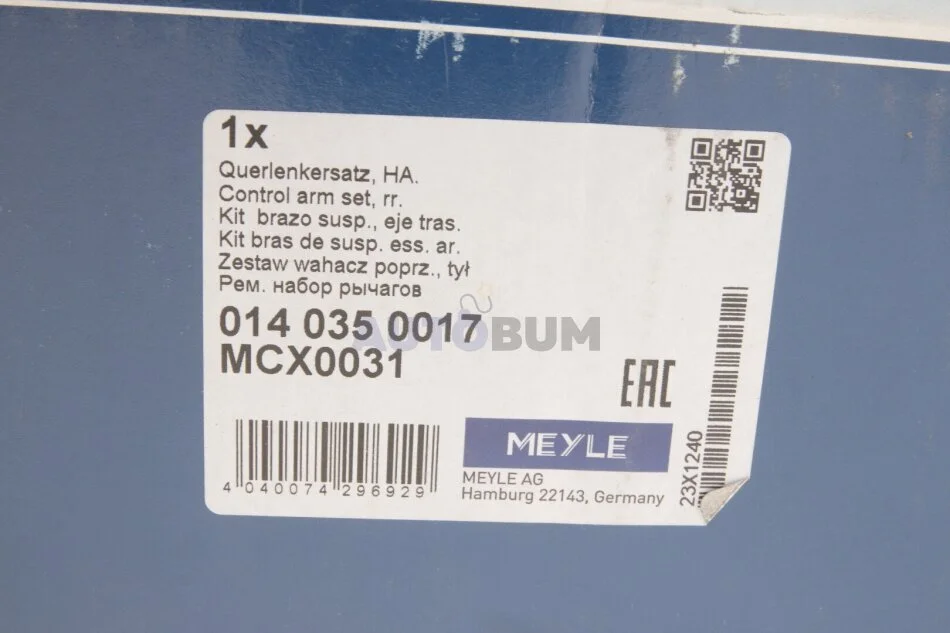 1x
Querlenkersatz, HA.
Control arm set, rr.
Kit brazo susp., eje tras.
Kit bras de susp. ess. ar.
Zestaw wahacz poprz., tył
Рем. набор рычагов
014 035 0017
AUTOBUM
MCX0031
EAC
MEYLE
MEYLE AG
Hamburg 22143, Germany
4 040074 296929
23X1240